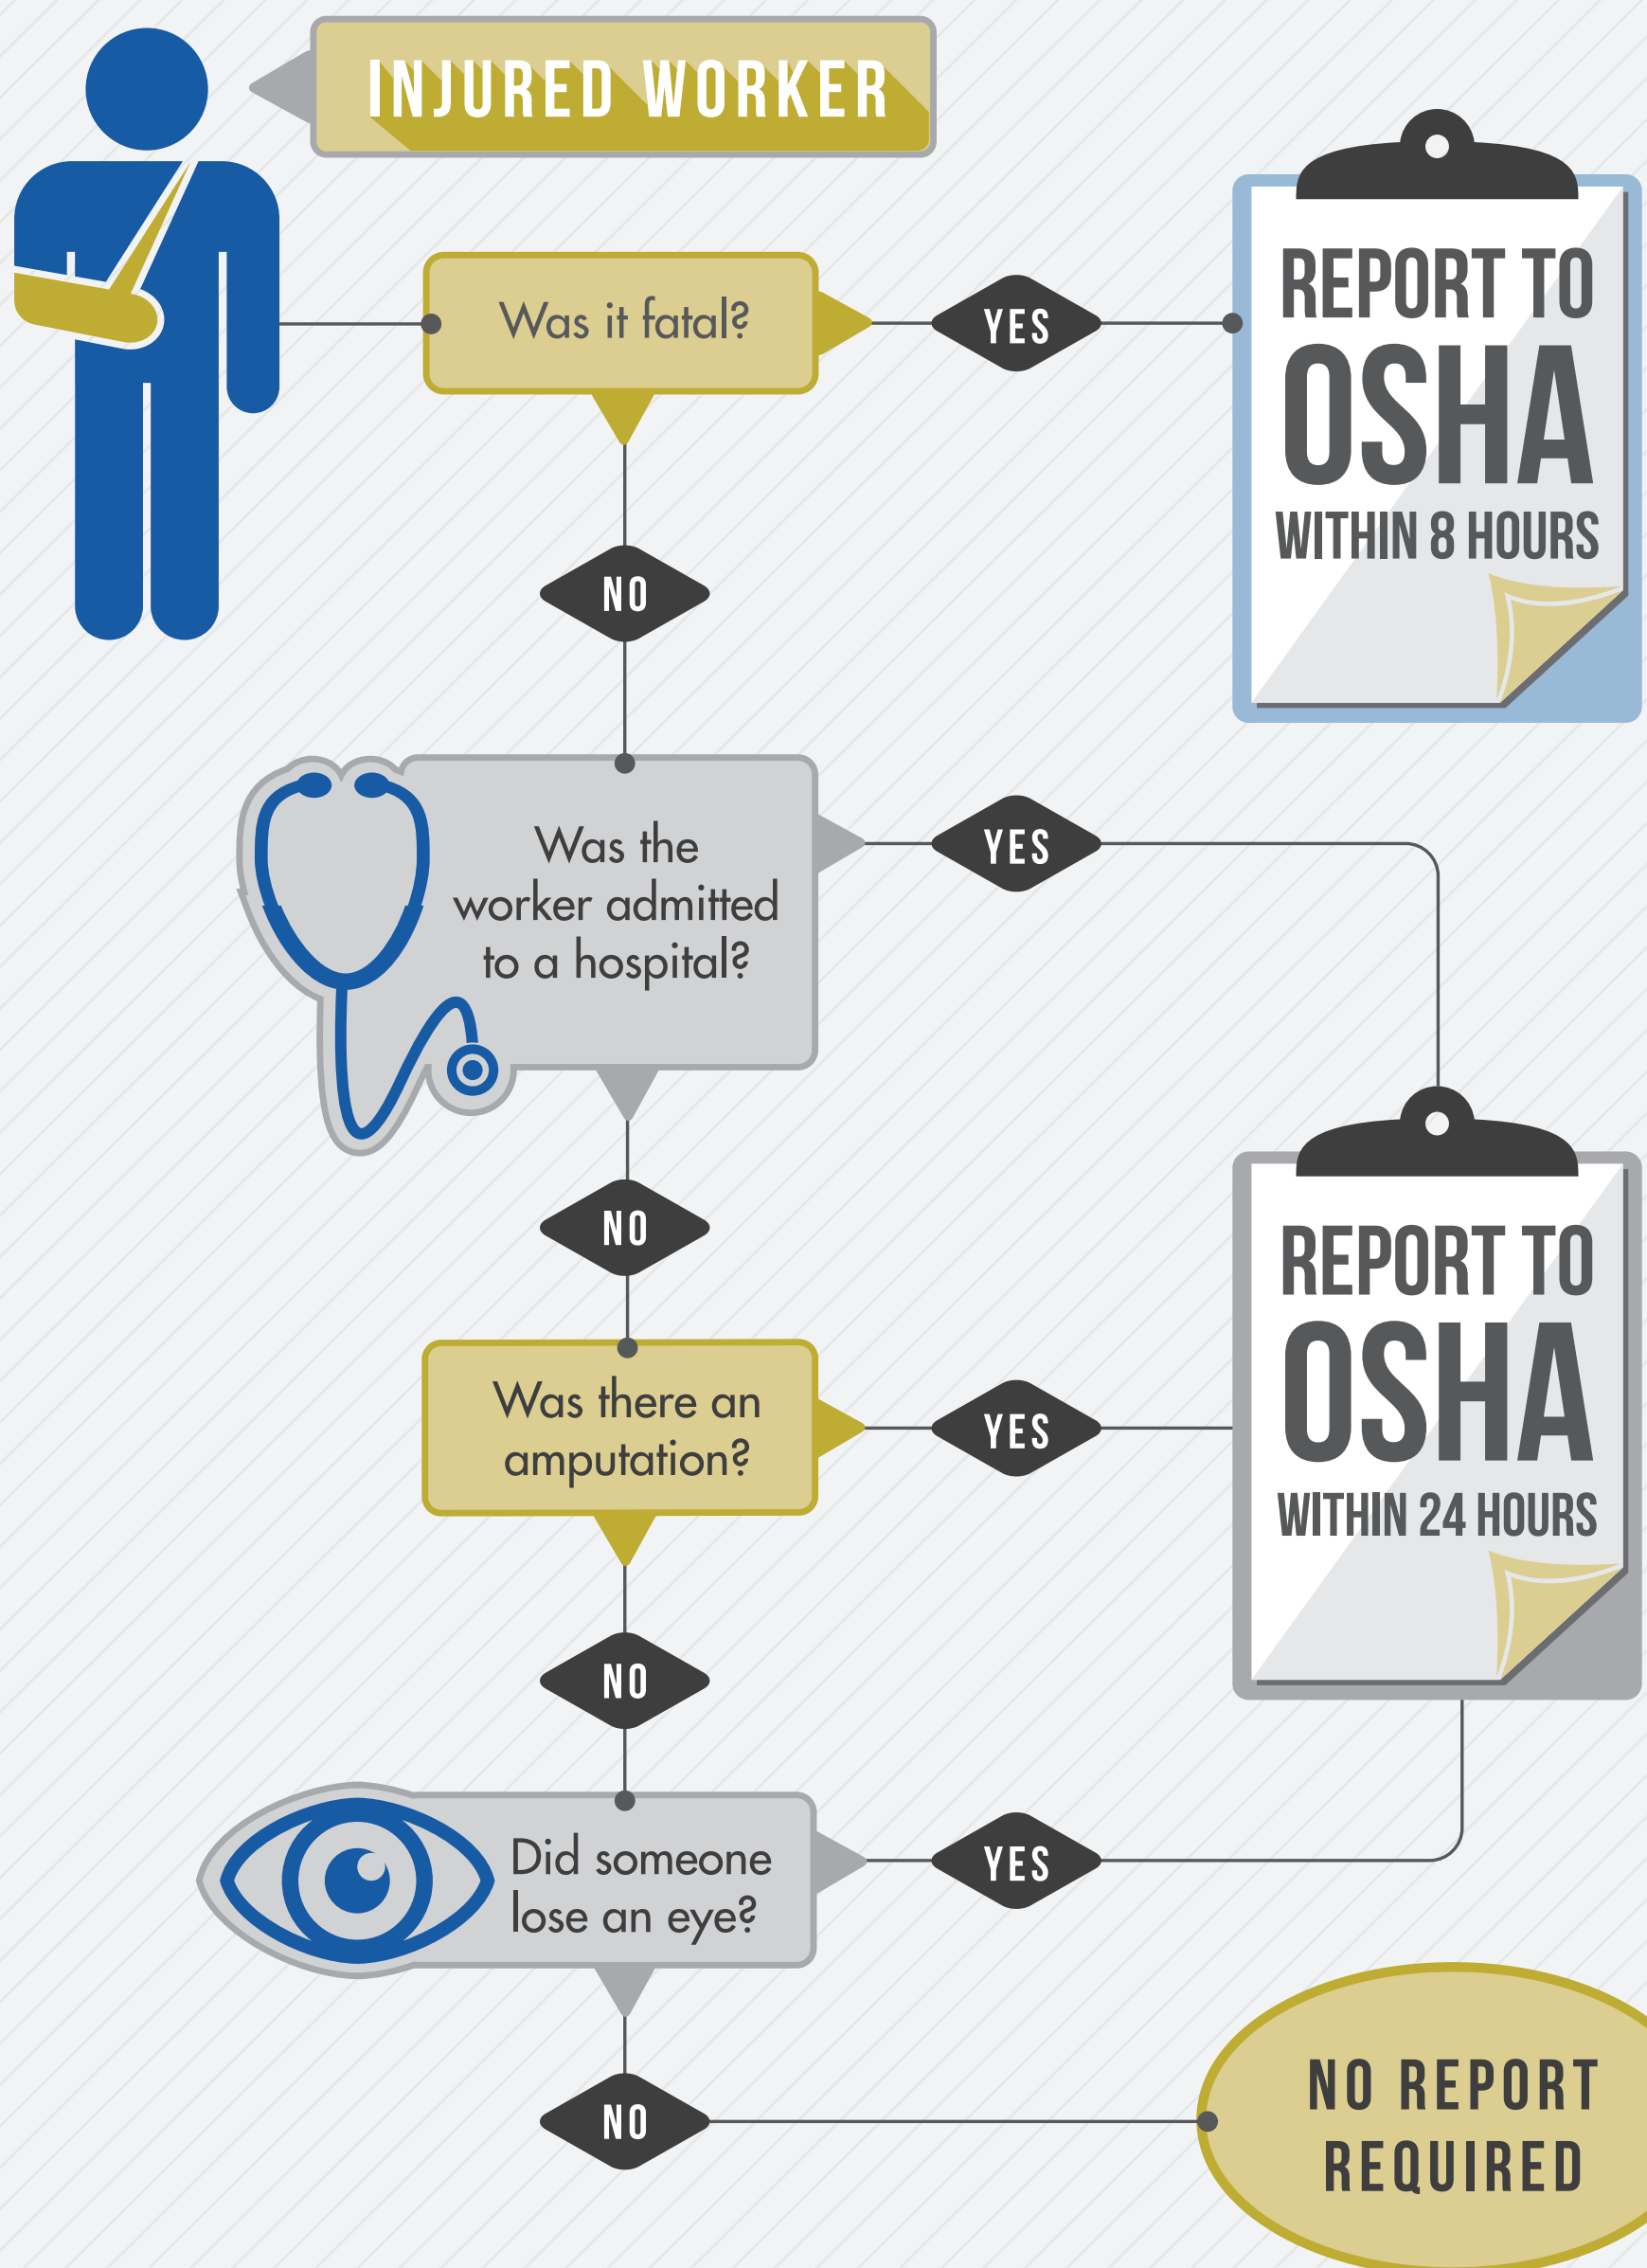 INJURED WORKER
Was it fatal?
YES
REPORT TO
OSHA
WITHIN 8 HOURS
NO
Was the
worker admitted
to a hospital?
YES
NO
REPORT TO
OSHA
WITHIN 24 HOURS
Was there an
amputation?
YES
NO
Did someone
lose an eye?
YES
NO
NO REPORT
REQUIRED